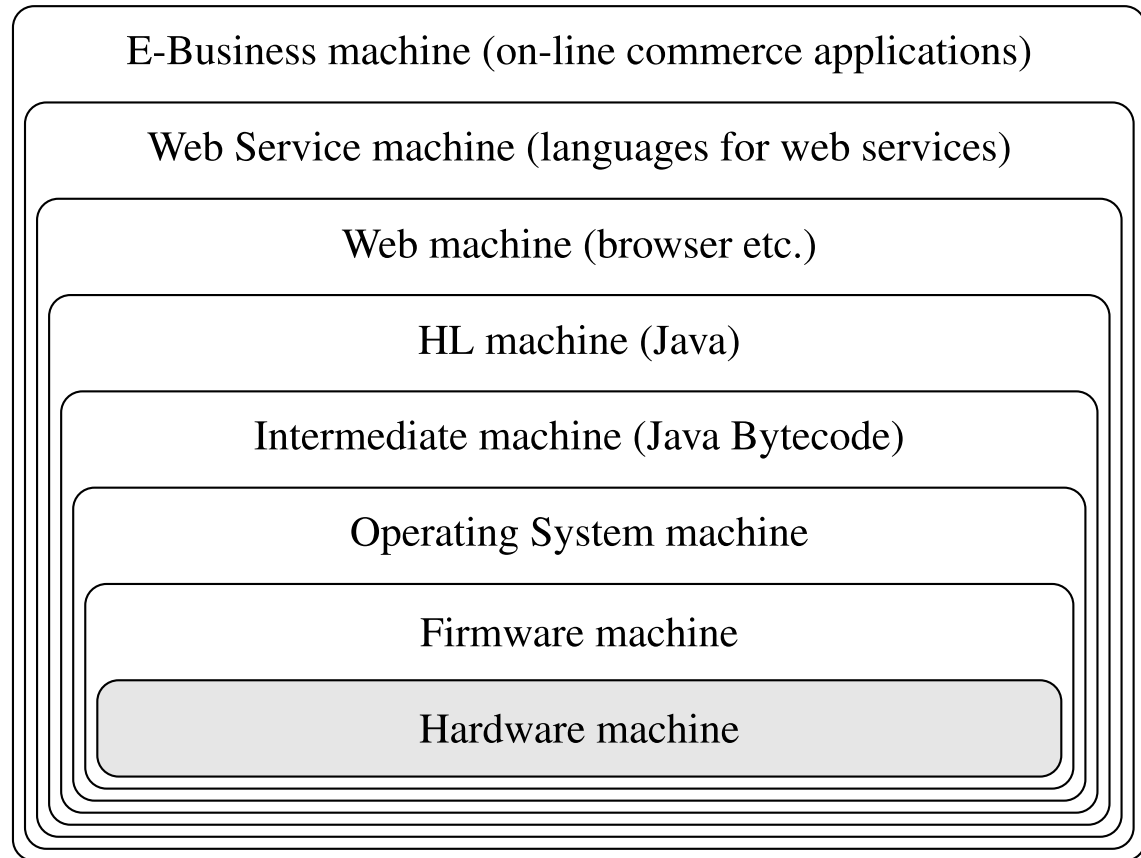 E-Business machine (on-line commerce applications)
Web Service machine (languages for web services)
Web machine (browser etc.)
HL machine (Java)
Intermediate machine (Java Bytecode)
Operating System machine
Firmware machine
Hardware machine